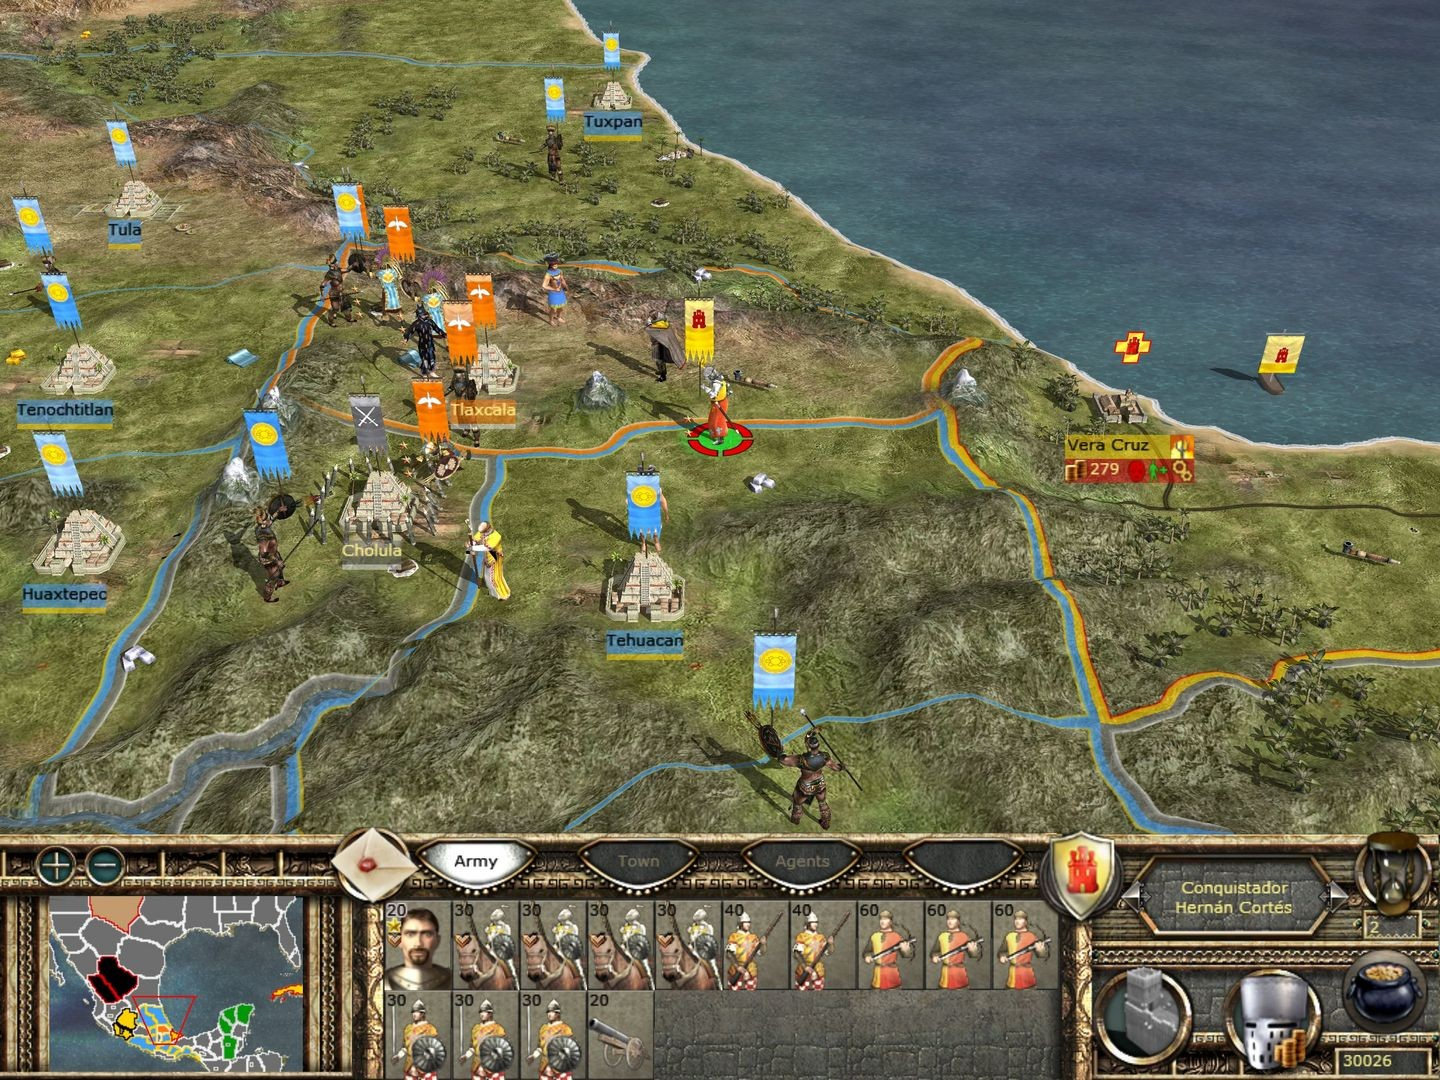 Tuxpan
Tula
Tenochtitlan
Tlaxcala
Vera Cruz
279
Cholula
Huaxtepec
Tehuacan
Army
Town
Agents
Conquistador
Hernán Cortés
2
20 30 30 30 30 40 40 60 60 60
30 30 30 20
30026